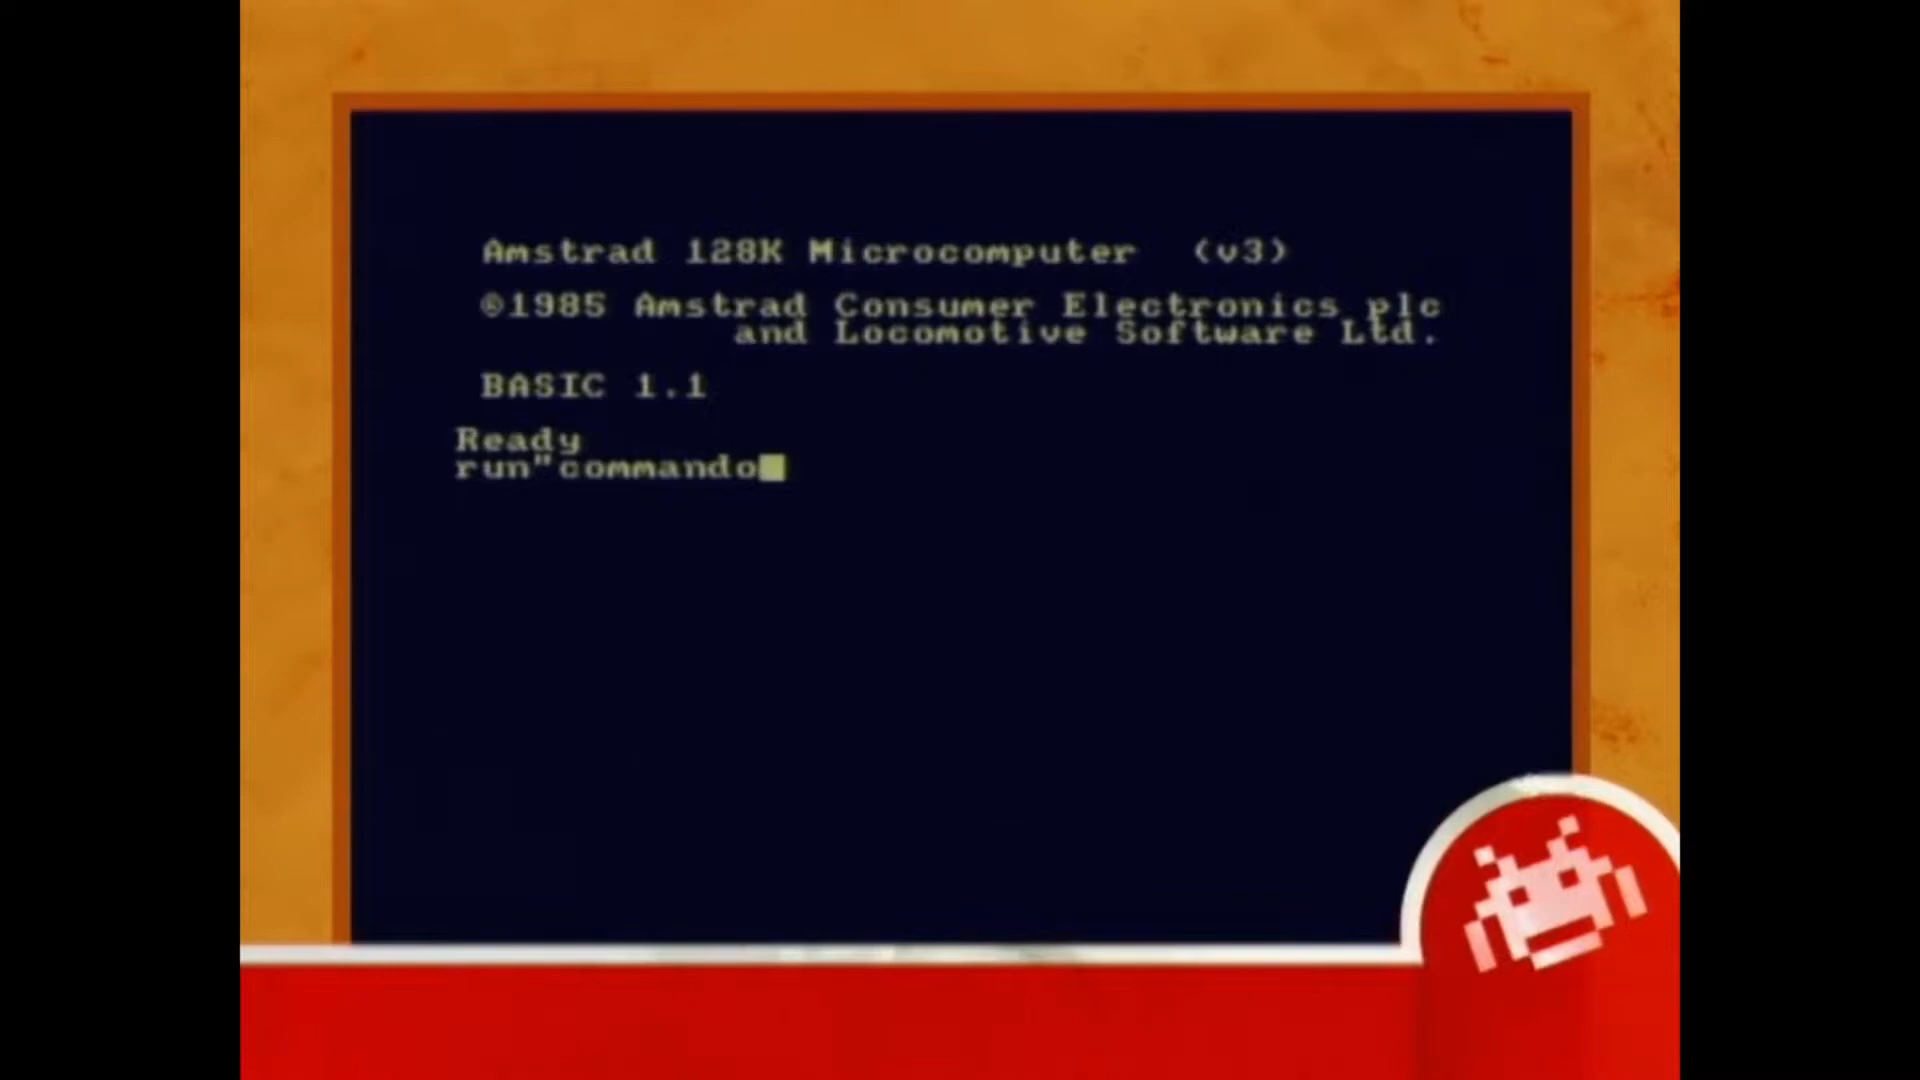 Amstrad 128K Microcomputer (v3)
©1985 Amstrad Consumer Electronics plc
and Locomotive Software Ltd.
BASIC 1.1
Ready
run"commando